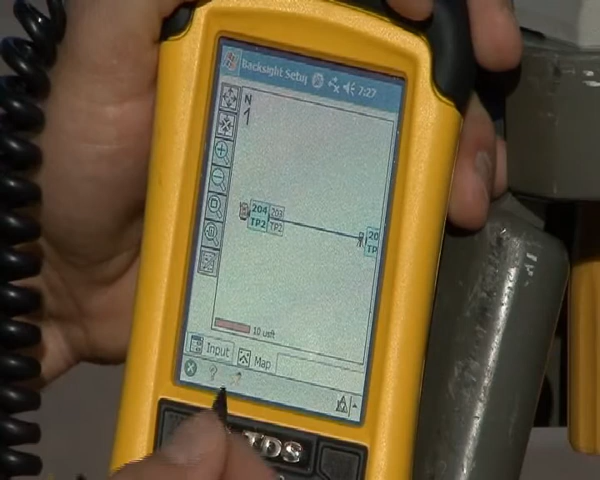 Backsight Setup 7:27
N
204 203
TP2 TP2
20
TP
10 usft
Input Map
?
TDS